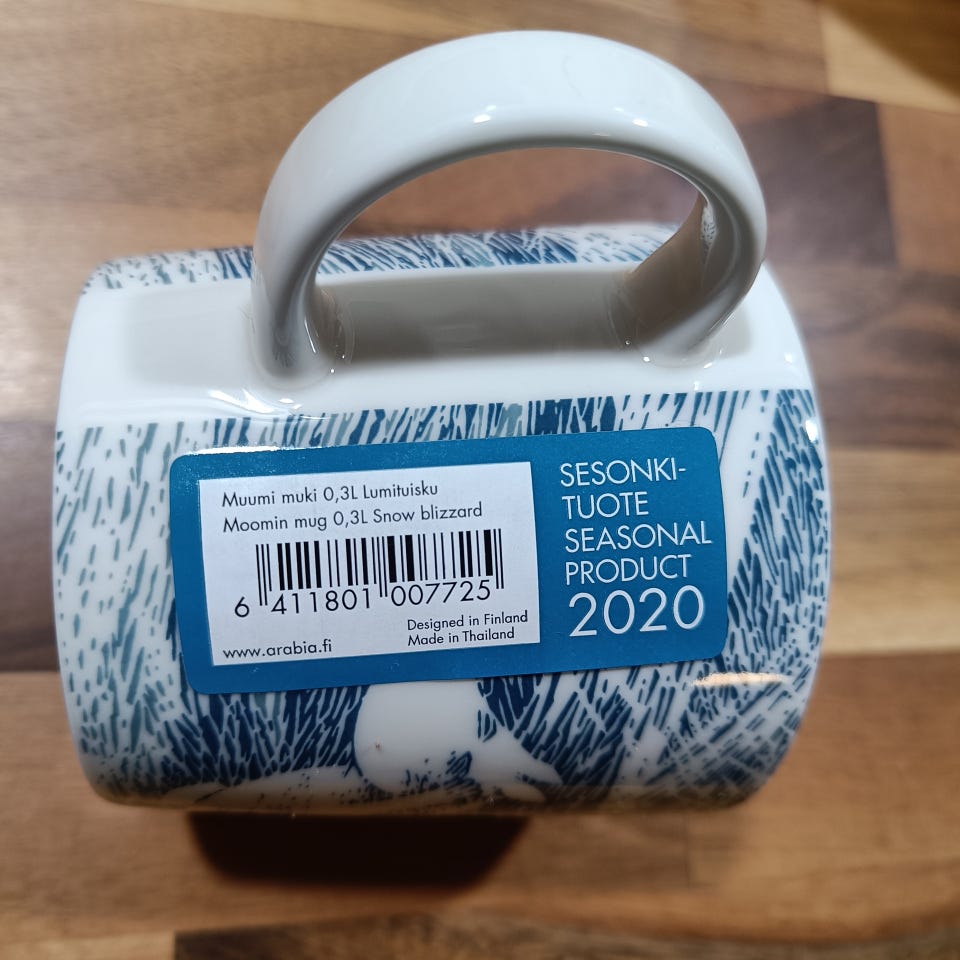 Muumi muki 0,3L Lumituisku
Moomin mug 0,3L Snow blizzard
6 411801 007725
Designed in Finland
Made in Thailand
www.arabia.fi
SESONKI-
TUOTE
SEASONAL
PRODUCT
2020